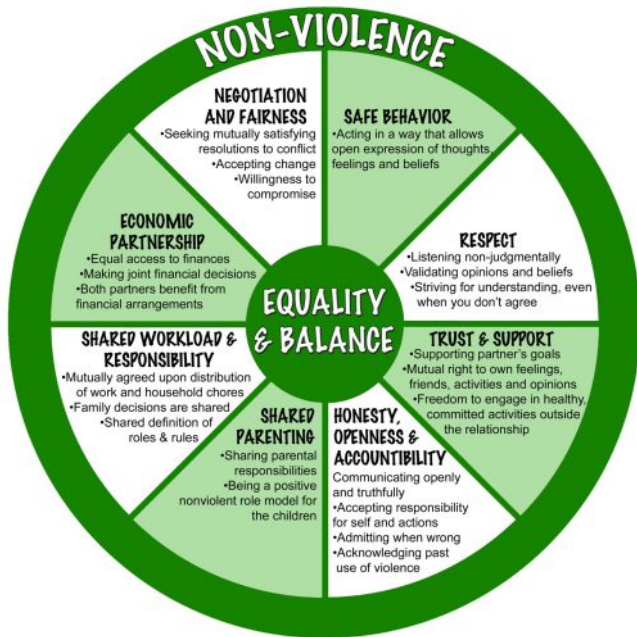 NON-VIOLENCE
NEGOTIATION
AND FAIRNESS
•Seeking mutually satisfying
resolutions to conflict
•Accepting change
•Willingness to
compromise
SAFE BEHAVIOR
•Acting in a way that allows
open expression of thoughts,
feelings and beliefs
RESPECT
•Listening non-judgmentally
•Validating opinions and beliefs
•Striving for understanding, even
when you don't agree
TRUST & SUPPORT
•Supporting partner's goals
•Mutual right to own feelings,
friends, activities and opinions
•Freedom to engage in healthy,
committed activities outside
the relationship
HONESTY,
OPENNESS &
ACCOUNTIBILITY
Communicating openly
and truthfully
•Accepting responsibility
for self and actions
•Admitting when wrong
•Acknowledging past
use of violence
SHARED
PARENTING
•Sharing parental
responsibilities
•Being a positive
nonviolent role model for
the children
SHARED WORKLOAD &
RESPONSIBILITY
•Mutually agreed upon distribution
of work and household chores
•Family decisions are shared
•Shared definition of
roles & rules
ECONOMIC
PARTNERSHIP
•Equal access to finances
•Making joint financial decisions
•Both partners benefit from
financial arrangements
EQUALITY
& BALANCE